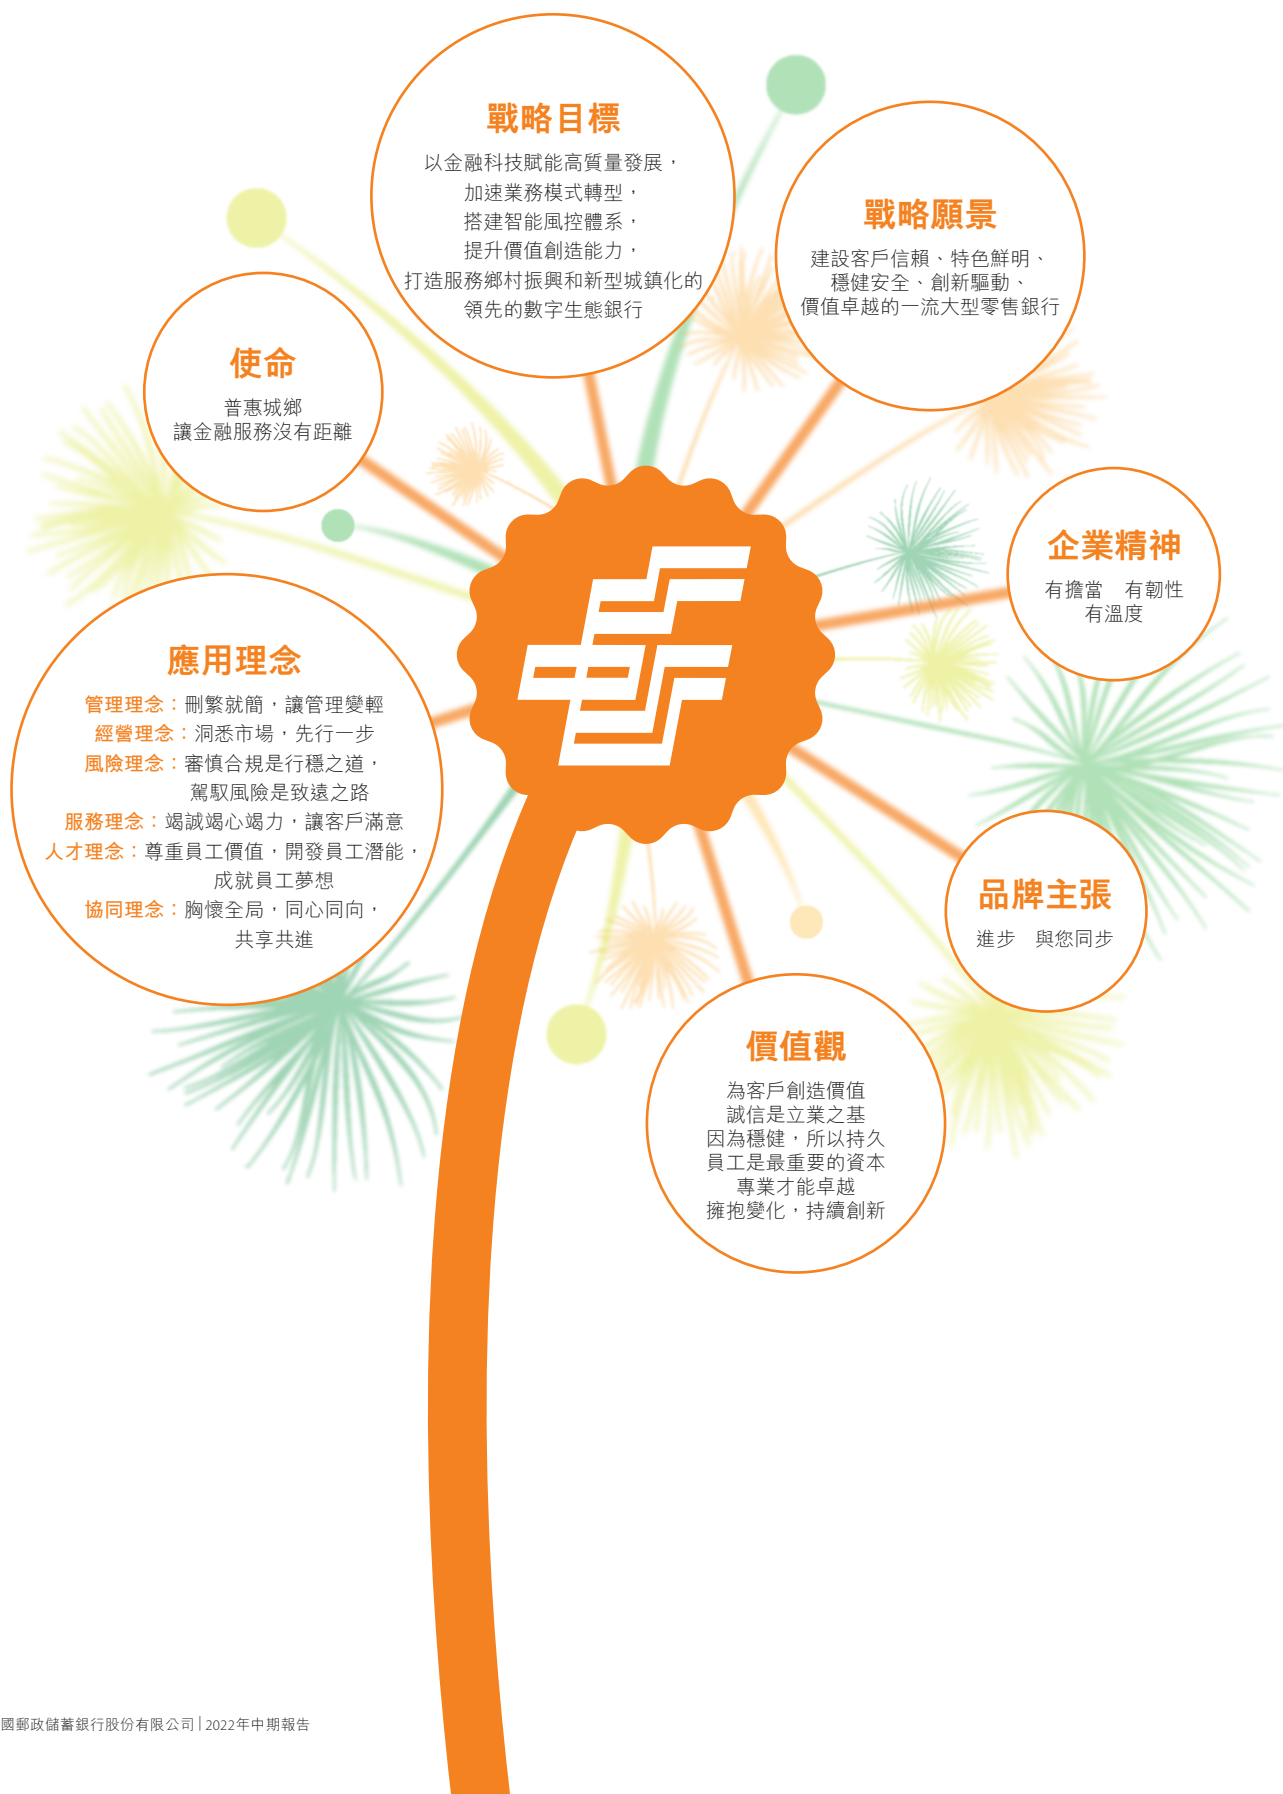 戰略目標
以金融科技賦能高質量發展，
加速業務模式轉型，
搭建智能風控體系，
提升價值創造能力，
打造服務鄉村振興和新型城鎮化的
領先的數字生態銀行
戰略願景
建設客戶信賴、特色鮮明、
穩健安全、創新驅動、
價值卓越的一流大型零售銀行
使命
普惠城鄉
讓金融服務沒有距離
企業精神
有擔當　有韌性
有溫度
應用理念
管理理念：刪繁就簡，讓管理變輕
經營理念：洞悉市場，先行一步
風險理念：審慎合規是行穩之道，
駕馭風險是致遠之路
服務理念：竭誠竭心竭力，讓客戶滿意
人才理念：尊重員工價值，開發員工潛能，
成就員工夢想
協同理念：胸懷全局，同心同向，
共享共進
品牌主張
進步　與您同步
價值觀
為客戶創造價值
誠信是立業之基
因為穩健，所以持久
員工是最重要的資本
專業才能卓越
擁抱變化，持續創新
國郵政儲蓄銀行股份有限公司 | 2022年中期報告